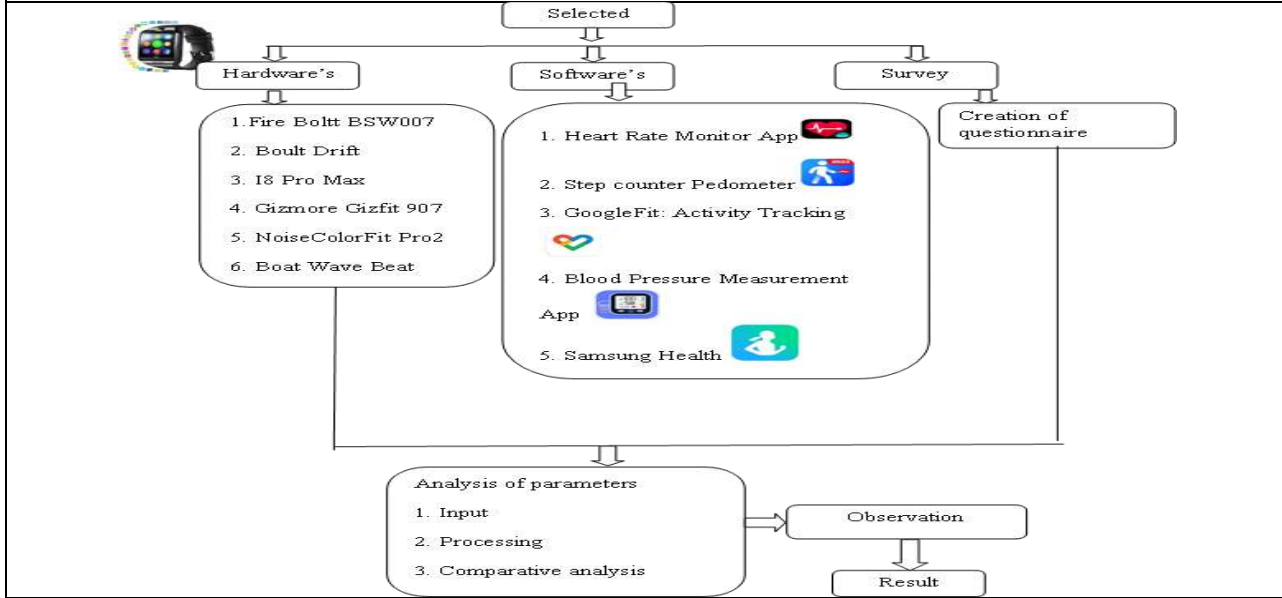 Selected
Hardware's
Software's
Survey
1.Fire Boltt BSW007
2. Boult Drift
3. I8 Pro Max
4. Gizmore Gizfit 907
5. NoiseColorFit Pro2
6. Boat Wave Beat
1. Heart Rate Monitor App
2. Step counter Pedometer
3. GoogleFit: Activity Tracking
4. Blood Pressure Measurement
App
5. Samsung Health
Creation of
questionnaire
Analysis of parameters
1. Input
2. Processing
3. Comparative analysis
Observation
Result